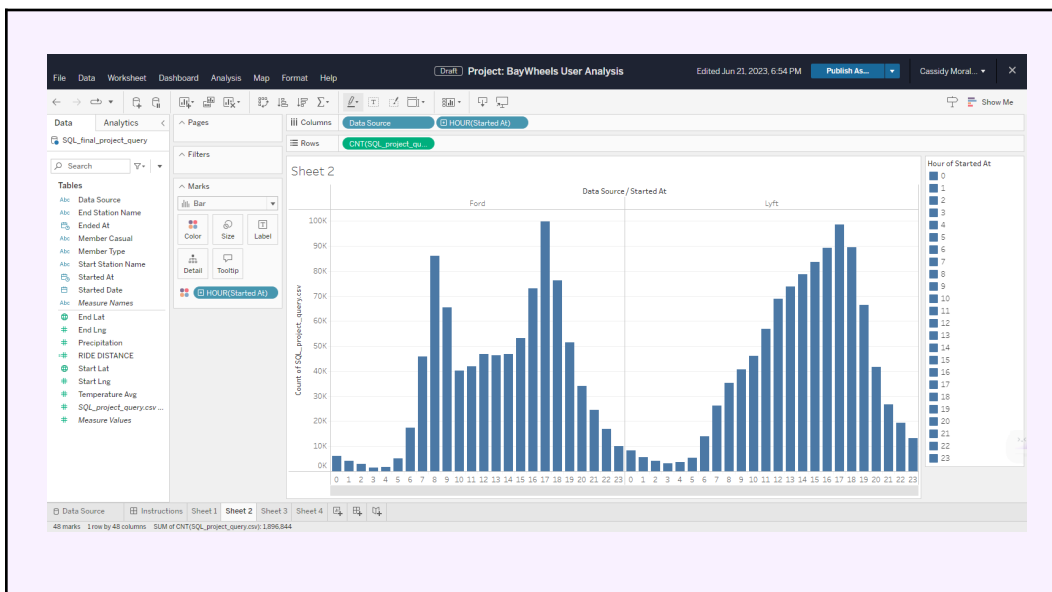 File Data Worksheet Dashboard Analysis Map Format Help
Draft Project: BayWheels User Analysis
Edited Jun 21, 2023, 6:54 PM
Publish As...
Cassidy Moral...
Show Me
Data Analytics
SQL_final_project_query
Search
Tables
Abc Data Source
Abc End Station Name
Ended At
Abc Member Casual
Abc Member Type
Abc Start Station Name
Started At
Started Date
Abc Measure Names
End Lat
# End Lng
# Precipitation
# RIDE DISTANCE
Start Lat
# Start Lng
# Temperature Avg
# SQL_project_query.csv ...
# Measure Values
Pages
Filters
Marks
Bar
Color Size Label
Detail Tooltip
HOUR(Started At)
Columns Data Source HOUR(Started At)
Rows CNT(SQL_project_qu...
Sheet 2
Data Source / Started At
Ford Lyft
Count of SQL_project_query.csv
100K
90K
80K
70K
60K
50K
40K
30K
20K
10K
0K
0 1 2 3 4 5 6 7 8 9 10 11 12 13 14 15 16 17 18 19 20 21 22 23 0 1 2 3 4 5 6 7 8 9 10 11 12 13 14 15 16 17 18 19 20 21 22 23
Hour of Started At
0
1
2
3
4
5
6
7
8
9
10
11
12
13
14
15
16
17
18
19
20
21
22
23
Data Source Instructions Sheet 1 Sheet 2 Sheet 3 Sheet 4
48 marks 1 row by 48 columns SUM of CNT(SQL_project_query.csv): 1,896,844